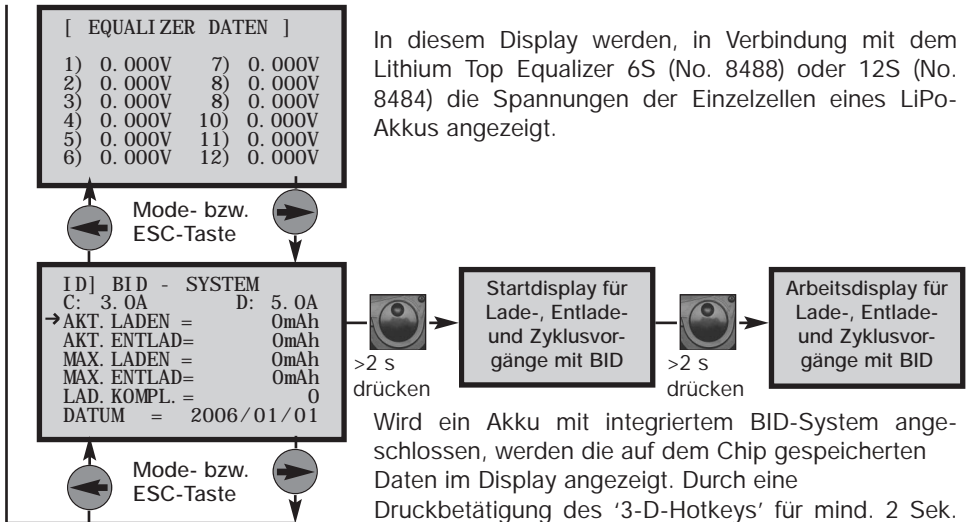 [ EQUALIZER DATEN ]
1) 0.000V 7) 0.000V
2) 0.000V 8) 0.000V
3) 0.000V 8) 0.000V
4) 0.000V 10) 0.000V
5) 0.000V 11) 0.000V
6) 0.000V 12) 0.000V
In diesem Display werden, in Verbindung mit dem
Lithium Top Equalizer 6S (No. 8488) oder 12S (No.
8484) die Spannungen der Einzelzellen eines LiPo-
Akkus angezeigt.
Mode- bzw.
ESC-Taste
ID] BID - SYSTEM
C: 3.0A D: 5.0A
AKT. LADEN = 0mAh
AKT. ENTLAD= 0mAh
MAX. LADEN = 0mAh
MAX. ENTLAD= 0mAh
LAD. KOMPL. = 0
DATUM = 2006/01/01
>2 s
drücken
Startdisplay für
Lade-, Entlade-
und Zyklusvor-
gänge mit BID
>2 s
drücken
Arbeitsdisplay für
Lade-, Entlade-
und Zyklusvor-
gänge mit BID
Mode- bzw.
ESC-Taste
Wird ein Akku mit integriertem BID-System ange-
schlossen, werden die auf dem Chip gespeicherten
Daten im Display angezeigt. Durch eine
Druckbetätigung des '3-D-Hotkeys' für mind. 2 Sek.